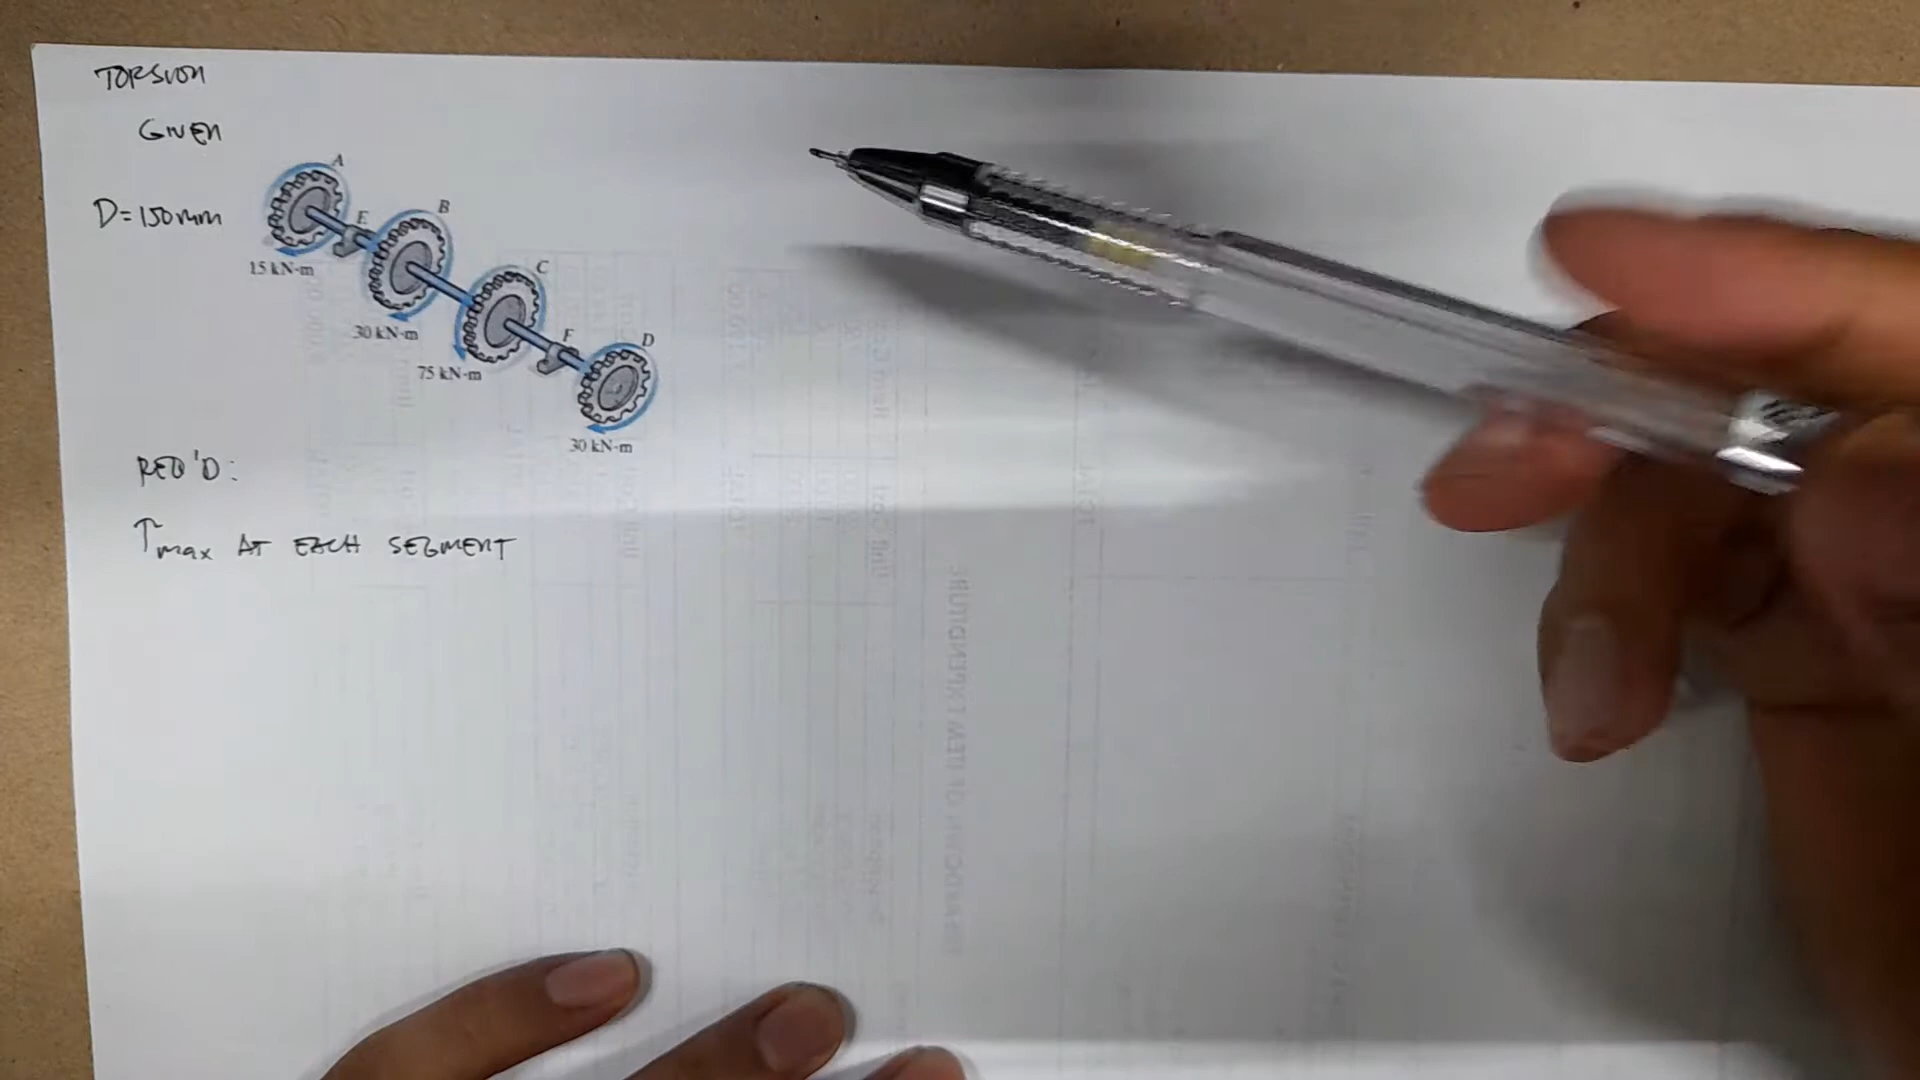 TORSION
GIVEN
D=150mm
A
E
B
15 kN-m
C
30 kN-m
F
D
75 kN-m
30 kN-m
REQ'D:
τmax AT EACH SEGMENT